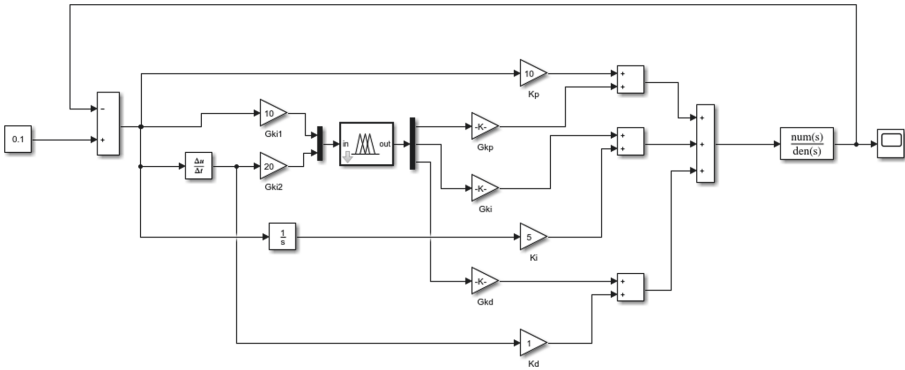 10
Kp
0.1
−
+
10
Gki1
in
out
-K-
Gkp
+
+
+
+
+
+
+
num(s)
den(s)
Δu
Δt
20
Gki2
-K-
Gki
1
s
5
Ki
-K-
Gkd
+
+
1
Kd